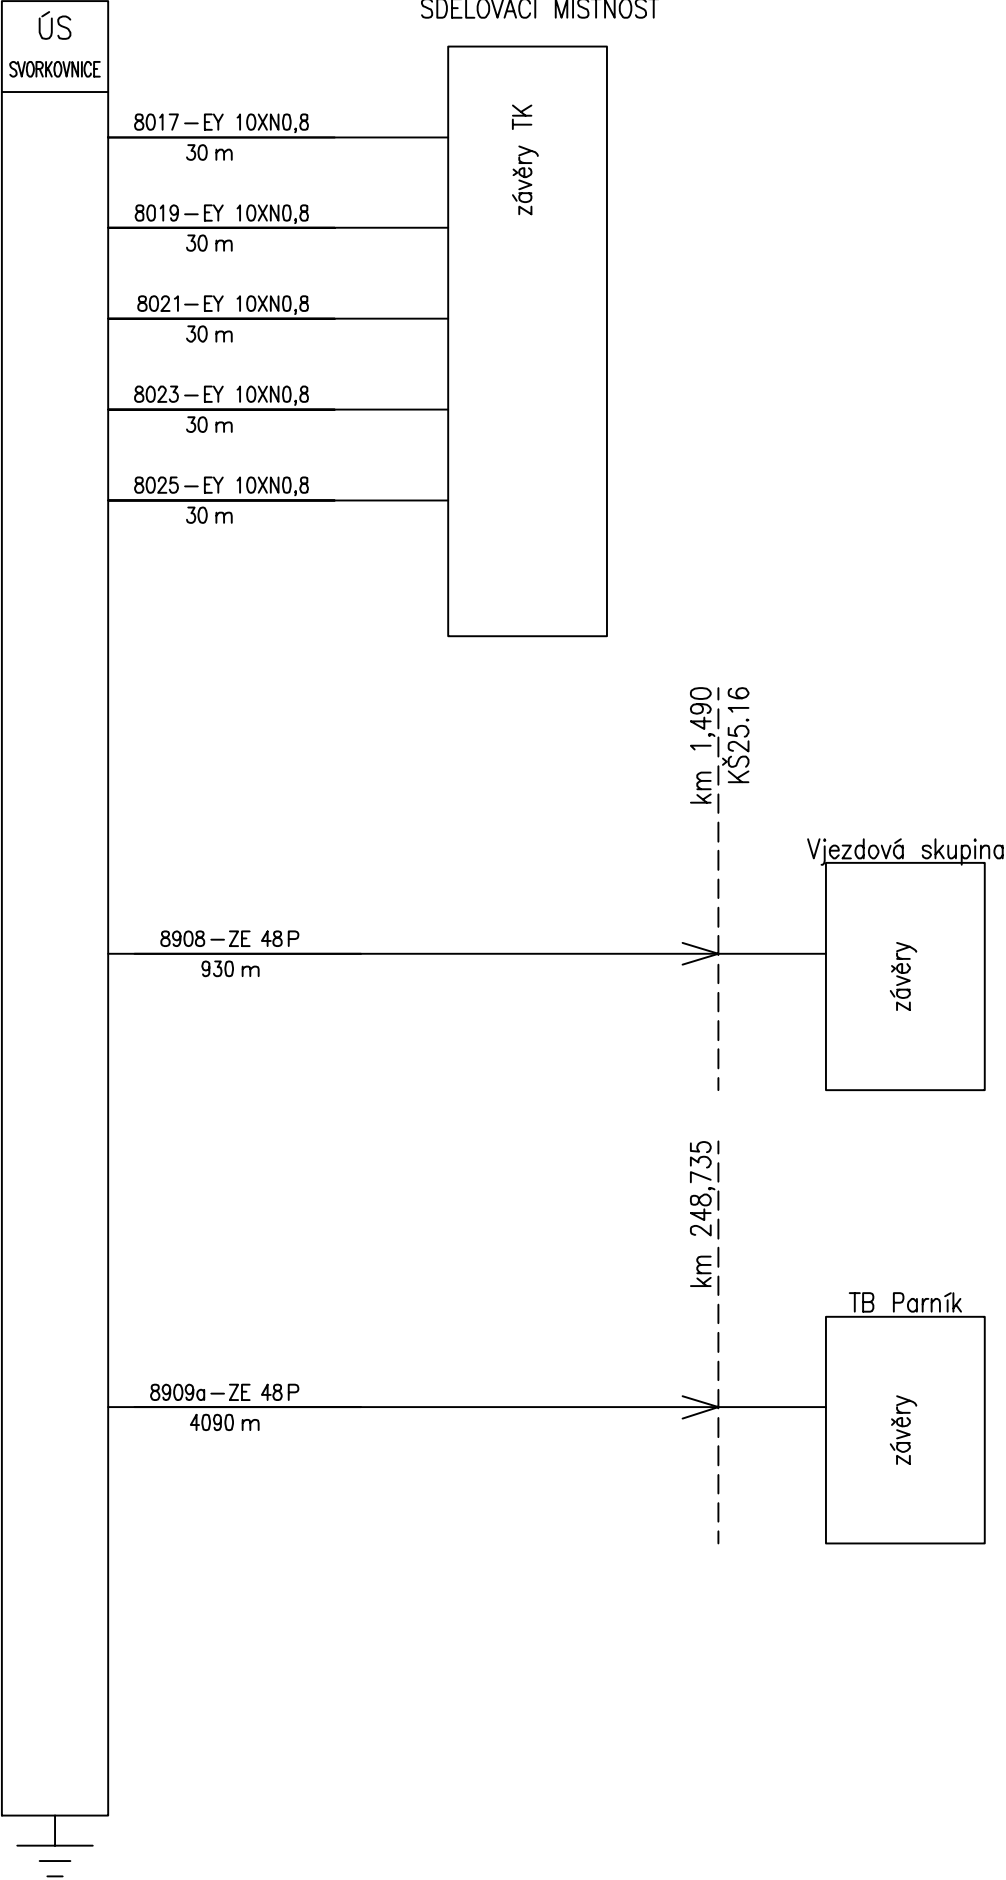 SDĚLOVACÍ MÍSTNOST
ÚS
SVORKOVNICE
závěry TK
8017-EY 10XN0,8
30 m
8019-EY 10XN0,8
30 m
8021-EY 10XN0,8
30 m
8023-EY 10XN0,8
30 m
8025-EY 10XN0,8
30 m
km 1,490
KŠ25.16
Vjezdová skupina
8908-ZE 48P
930 m
závěry
km 248,735
TB Parník
8909a-ZE 48P
4090 m
závěry